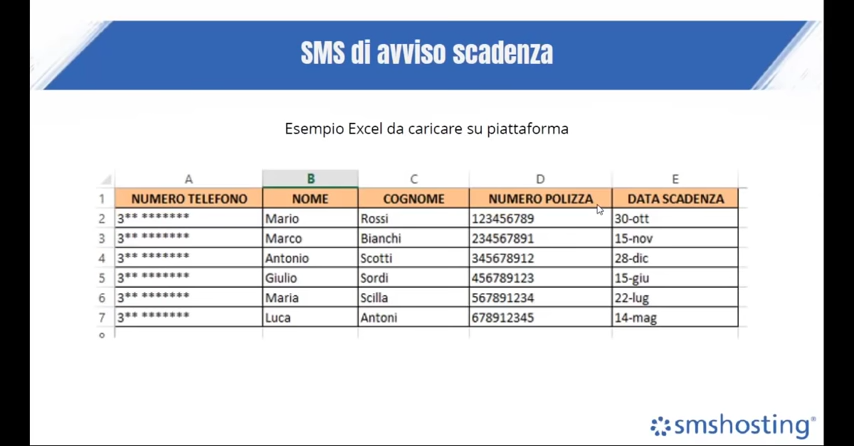 SMS di avviso scadenza
Esempio Excel da caricare su piattaforma
A B C D E
1 NUMERO TELEFONO NOME COGNOME NUMERO POLIZZA DATA SCADENZA
2 3** ******* Mario Rossi 123456789 30-ott
3 3** ******* Marco Bianchi 234567891 15-nov
4 3** ******* Antonio Scotti 345678912 28-dic
5 3** ******* Giulio Sordi 456789123 15-giu
6 3** ******* Maria Scilla 567891234 22-lug
7 3** ******* Luca Antoni 678912345 14-mag
smshosting®